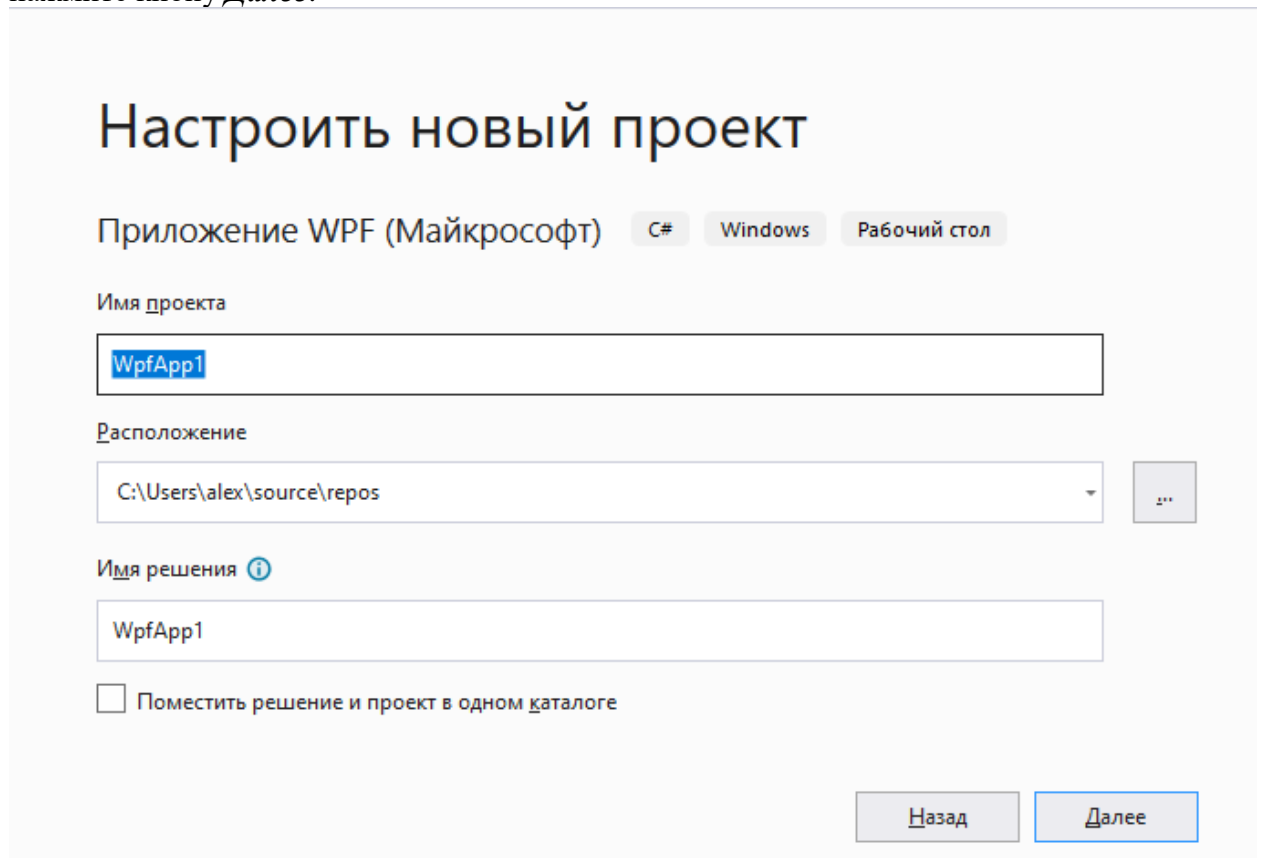 Настроить новый проект
Приложение WPF (Майкрософт) C# Windows Рабочий стол
Имя проекта
WpfApp1
Расположение
C:\Users\alex\source\repos
...
Имя решения
WpfApp1
Поместить решение и проект в одном каталоге
Назад Далее